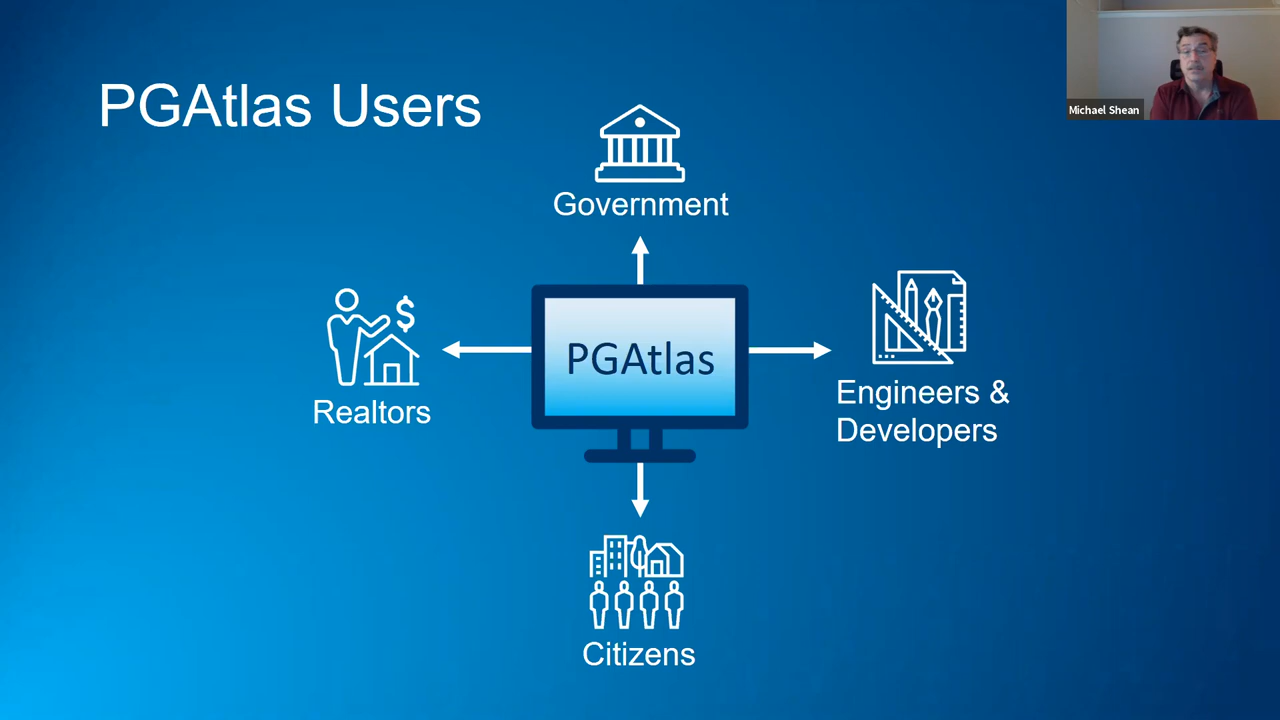 PGAtlas Users
Michael Shean
Government
$
PGAtlas
Realtors
Engineers &
Developers
Citizens